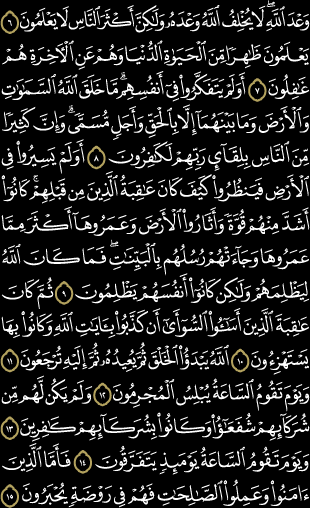 وَعْدَ ٱللَّهِ ۖ لَا يُخْلِفُ ٱللَّهُ وَعْدَهُۥ وَلَٰكِنَّ أَكْثَرَ ٱلنَّاسِ لَا يَعْلَمُونَ ٦
يَعْلَمُونَ ظَٰهِرًا مِّنَ ٱلْحَيَوٰةِ ٱلدُّنْيَا وَهُمْ عَنِ ٱلْءَاخِرَةِ هُمْ
غَٰفِلُونَ ٧ أَوَلَمْ يَتَفَكَّرُوا۟ فِىٓ أَنفُسِهِم ۗ مَّا خَلَقَ ٱللَّهُ ٱلسَّمَٰوَٰتِ
وَٱلْأَرْضَ وَمَا بَيْنَهُمَآ إِلَّا بِٱلْحَقِّ وَأَجَلٍ مُّسَمًّى ۗ وَإِنَّ كَثِيرًا
مِّنَ ٱلنَّاسِ بِلِقَآئِ رَبِّهِمْ لَكَٰفِرُونَ ٨ أَوَلَمْ يَسِيرُوا۟ فِى
ٱلْأَرْضِ فَيَنظُرُوا۟ كَيْفَ كَانَ عَٰقِبَةُ ٱلَّذِينَ مِن قَبْلِهِمْ ۚ كَانُوٓا۟
أَشَدَّ مِنْهُمْ قُوَّةً وَأَثَارُوا۟ ٱلْأَرْضَ وَعَمَرُوهَآ أَكْثَرَ مِمَّا
عَمَرُوهَا وَجَآءَتْهُمْ رُسُلُهُم بِٱلْبَيِّنَٰتِ ۖ فَمَا كَانَ ٱللَّهُ
لِيَظْلِمَهُمْ وَلَٰكِن كَانُوٓا۟ أَنفُسَهُمْ يَظْلِمُونَ ٩ ثُمَّ كَانَ
عَٰقِبَةَ ٱلَّذِينَ أَسَٰٓـُٔوا۟ ٱلسُّوٓأَىٰٓ أَن كَذَّبُوا۟ بِـَٔايَٰتِ ٱللَّهِ وَكَانُوا۟ بِهَا
يَسْتَهْزِءُونَ ١٠ ٱللَّهُ يَبْدَؤُا۟ ٱلْخَلْقَ ثُمَّ يُعِيدُهُۥ ثُمَّ إِلَيْهِ تُرْجَعُونَ ١١
وَيَوْمَ تَقُومُ ٱلسَّاعَةُ يُبْلِسُ ٱلْمُجْرِمُونَ ١٢ وَلَمْ يَكُن لَّهُم مِّن
شُرَكَآئِهِمْ شُفَعَٰٓؤُا۟ وَكَانُوا۟ بِشُرَكَآئِهِمْ كَٰفِرِينَ ١٣
وَيَوْمَ تَقُومُ ٱلسَّاعَةُ يَوْمَئِذٍ يَتَفَرَّقُونَ ١٤ فَأَمَّا ٱلَّذِينَ
ءَامَنُوا۟ وَعَمِلُوا۟ ٱلصَّٰلِحَٰتِ فَهُمْ فِى رَوْضَةٍ يُحْبَرُونَ ١٥